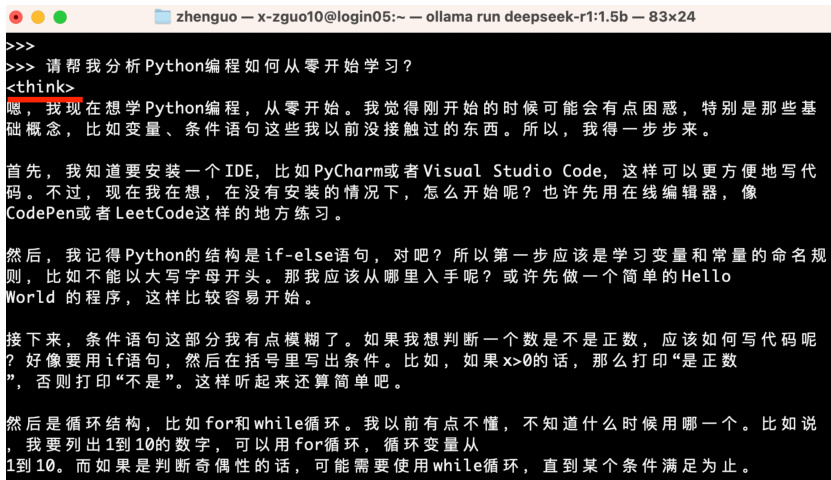 zhenguo — x-zguo10@login05:~ — ollama run deepseek-r1:1.5b — 83×24
>>>
>>> 请帮我分析Python编程如何从零开始学习？
<think>
嗯，我现在想学Python编程，从零开始。我觉得刚开始的时候可能会有点困惑，特别是那些基
础概念，比如变量、条件语句这些我以前没接触过的东西。所以，我得一步步来。
首先，我知道要安装一个IDE，比如PyCharm或者Visual Studio Code，这样可以更方便地写代
码。不过，现在我在想，在没有安装的情况下，怎么开始呢？也许先用在线编辑器，像
CodePen或者LeetCode这样的地方练习。
然后，我记得Python的结构是if-else语句，对吧？所以第一步应该是学习变量和常量的命名规
则，比如不能以大写字母开头。那我应该从哪里入手呢？或许先做一个简单的Hello
World 的程序，这样比较容易开始。
接下来，条件语句这部分我有点模糊了。如果我想判断一个数是不是正数，应该如何写代码呢
？好像要用if语句，然后在括号里写出条件。比如，如果x>0的话，那么打印“是正数
”，否则打印“不是”。这样听起来还算简单吧。
然后是循环结构，比如for和while循环。我以前有点不懂，不知道什么时候用哪一个。比如说
，我要列出1到10的数字，可以用for循环，循环变量从
1到10。而如果是判断奇偶性的话，可能需要使用while循环，直到某个条件满足为止。